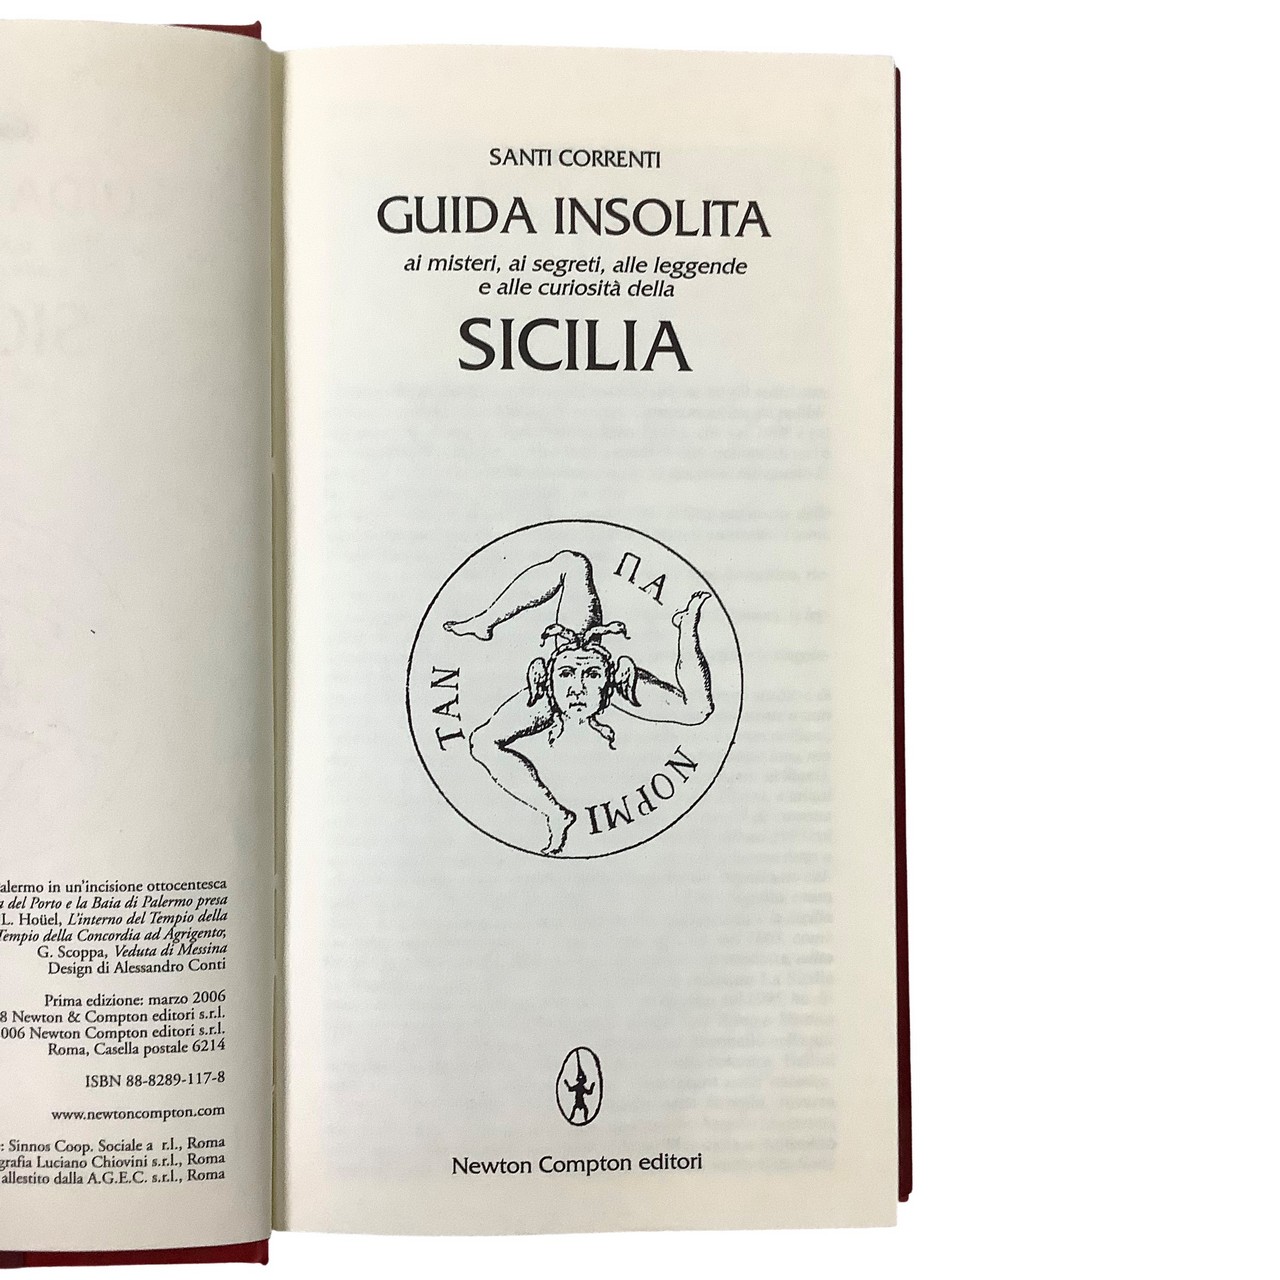 alermo in un'incisione ottocentesca
del Porto e la Baia di Palermo presa
L. Hoüel, L'interno del Tempio della
Tempio della Concordia ad Agrigento;
G. Scoppa, Veduta di Messina
Design di Alessandro Conti
Prima edizione: marzo 2006
8 Newton & Compton editori s.r.l.
006 Newton Compton editori s.r.l.
Roma, Casella postale 6214
ISBN 88-8289-117-8
www.newtoncompton.com
: Sinnos Coop. Sociale a r.l., Roma
grafia Luciano Chiovini s.r.l., Roma
allestito dalla A.G.E.C. s.r.l., Roma
SANTI CORRENTI
GUIDA INSOLITA
ai misteri, ai segreti, alle leggende
e alle curiosità della
SICILIA
ΠΑ
ΝΟΡΜΙ
ΤΑΝ
Newton Compton editori